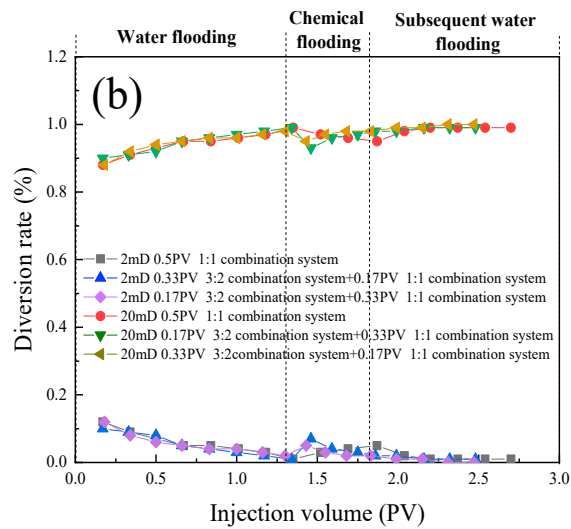 Water flooding
Chemical
flooding
Subsequent water
flooding
(b)
Diversion rate (%)
1.2
1.0
0.8
0.6
0.4
0.2
0.0
2mD 0.5PV 1:1 combination system
2mD 0.33PV 3:2 combination system+0.17PV 1:1 combination system
2mD 0.17PV 3:2 combination system+0.33PV 1:1 combination system
20mD 0.5PV 1:1 combination system
20mD 0.17PV 3:2 combination system+0.33PV 1:1 combination system
20mD 0.33PV 3:2combination system+0.17PV 1:1 combination system
0.0 0.5 1.0 1.5 2.0 2.5 3.0
Injection volume (PV)